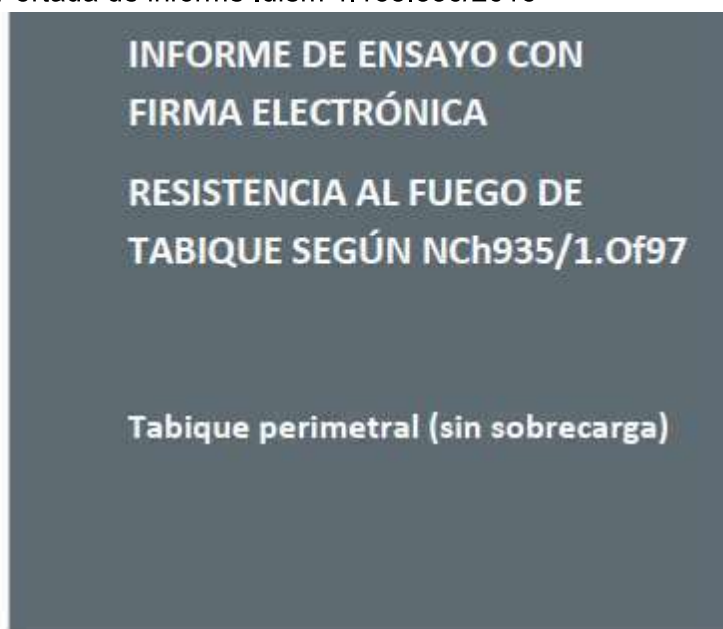 INFORME DE ENSAYO CON
FIRMA ELECTRÓNICA
RESISTENCIA AL FUEGO DE
TABIQUE SEGÚN NCh935/1.Of97
Tabique perimetral (sin sobrecarga)